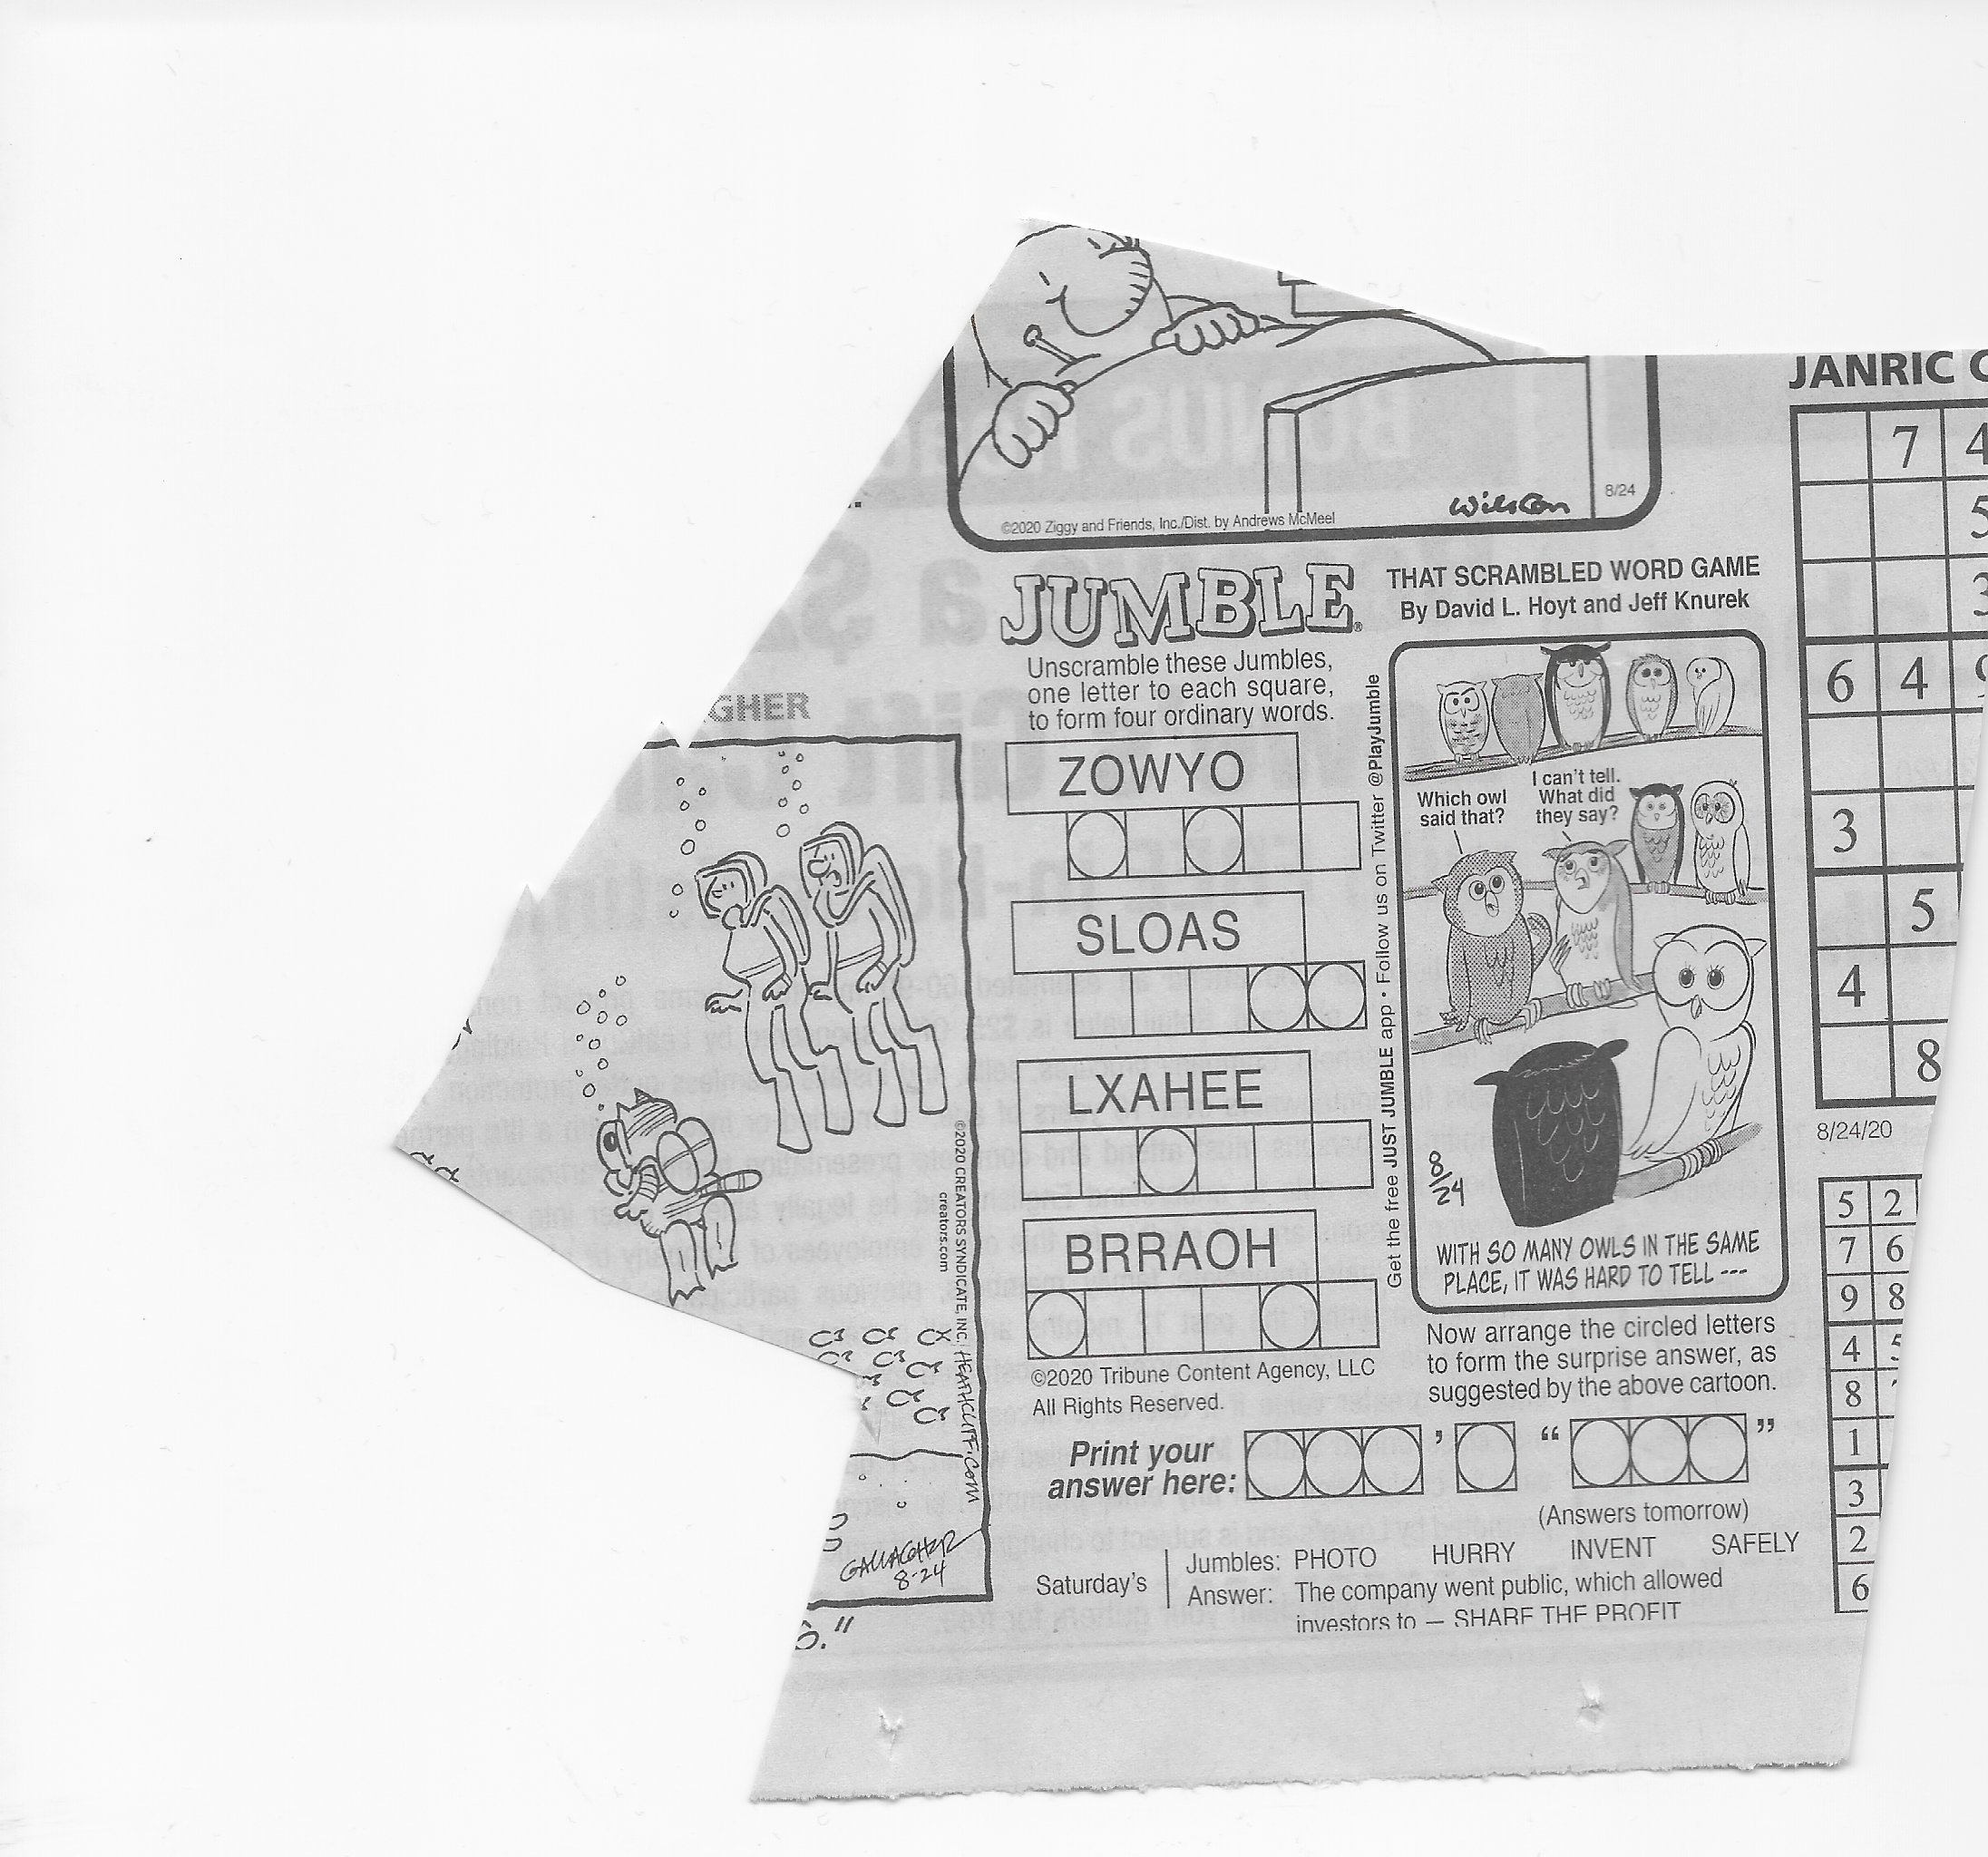 ©2020 Ziggy and Friends, Inc./Dist. by Andrews McMeel
Wilson
8/24
GHER
©2020 CREATORS SYNDICATE, INC. HEATHCLIFF.COM
creators.com
GALLAGHER
8-24
JUMBLE®
THAT SCRAMBLED WORD GAME
By David L. Hoyt and Jeff Knurek
Unscramble these Jumbles,
one letter to each square,
to form four ordinary words.
ZOWYO
SLOAS
LXAHEE
BRRAOH
©2020 Tribune Content Agency, LLC
All Rights Reserved.
Get the free JUST JUMBLE app • Follow us on Twitter @PlayJumble
Which owl
said that?
I can't tell.
What did
they say?
8/24
WITH SO MANY OWLS IN THE SAME
PLACE, IT WAS HARD TO TELL ---
Now arrange the circled letters
to form the surprise answer, as
suggested by the above cartoon.
Print your
answer here:
' “ ”
(Answers tomorrow)
Saturday's
Jumbles: PHOTO HURRY INVENT SAFELY
Answer: The company went public, which allowed
investors to — SHARE THE PROFIT
JANRIC C
7 4
5
3
6 4
3
5
4
8
8/24/20
5 2
7 6
9 8
4 5
8
1
3
2
6